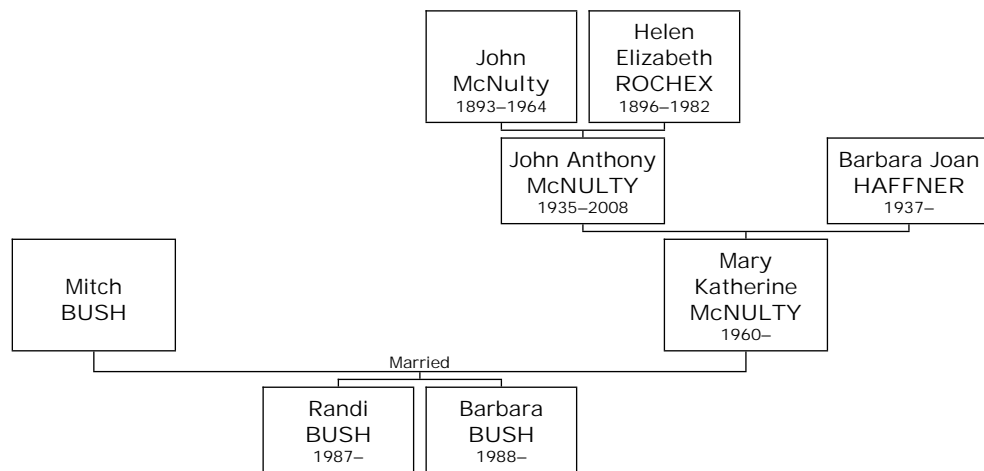 John
McNulty
1893–1964
Helen
Elizabeth
ROCHEX
1896–1982
John Anthony
McNULTY
1935–2008
Barbara Joan
HAFFNER
1937–
Mitch
BUSH
Mary
Katherine
McNULTY
1960–
Married
Randi
BUSH
1987–
Barbara
BUSH
1988–